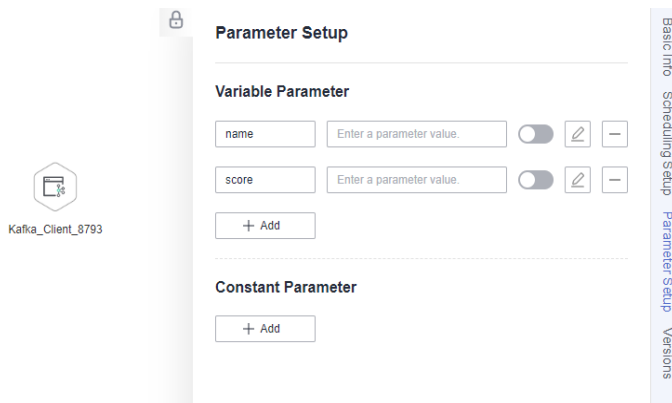 Parameter Setup
Variable Parameter
name
Enter a parameter value.
score
Enter a parameter value.
+ Add
Constant Parameter
+ Add
Kafka_Client_8793
Basic Info
Scheduling Setup
Parameter Setup
Versions